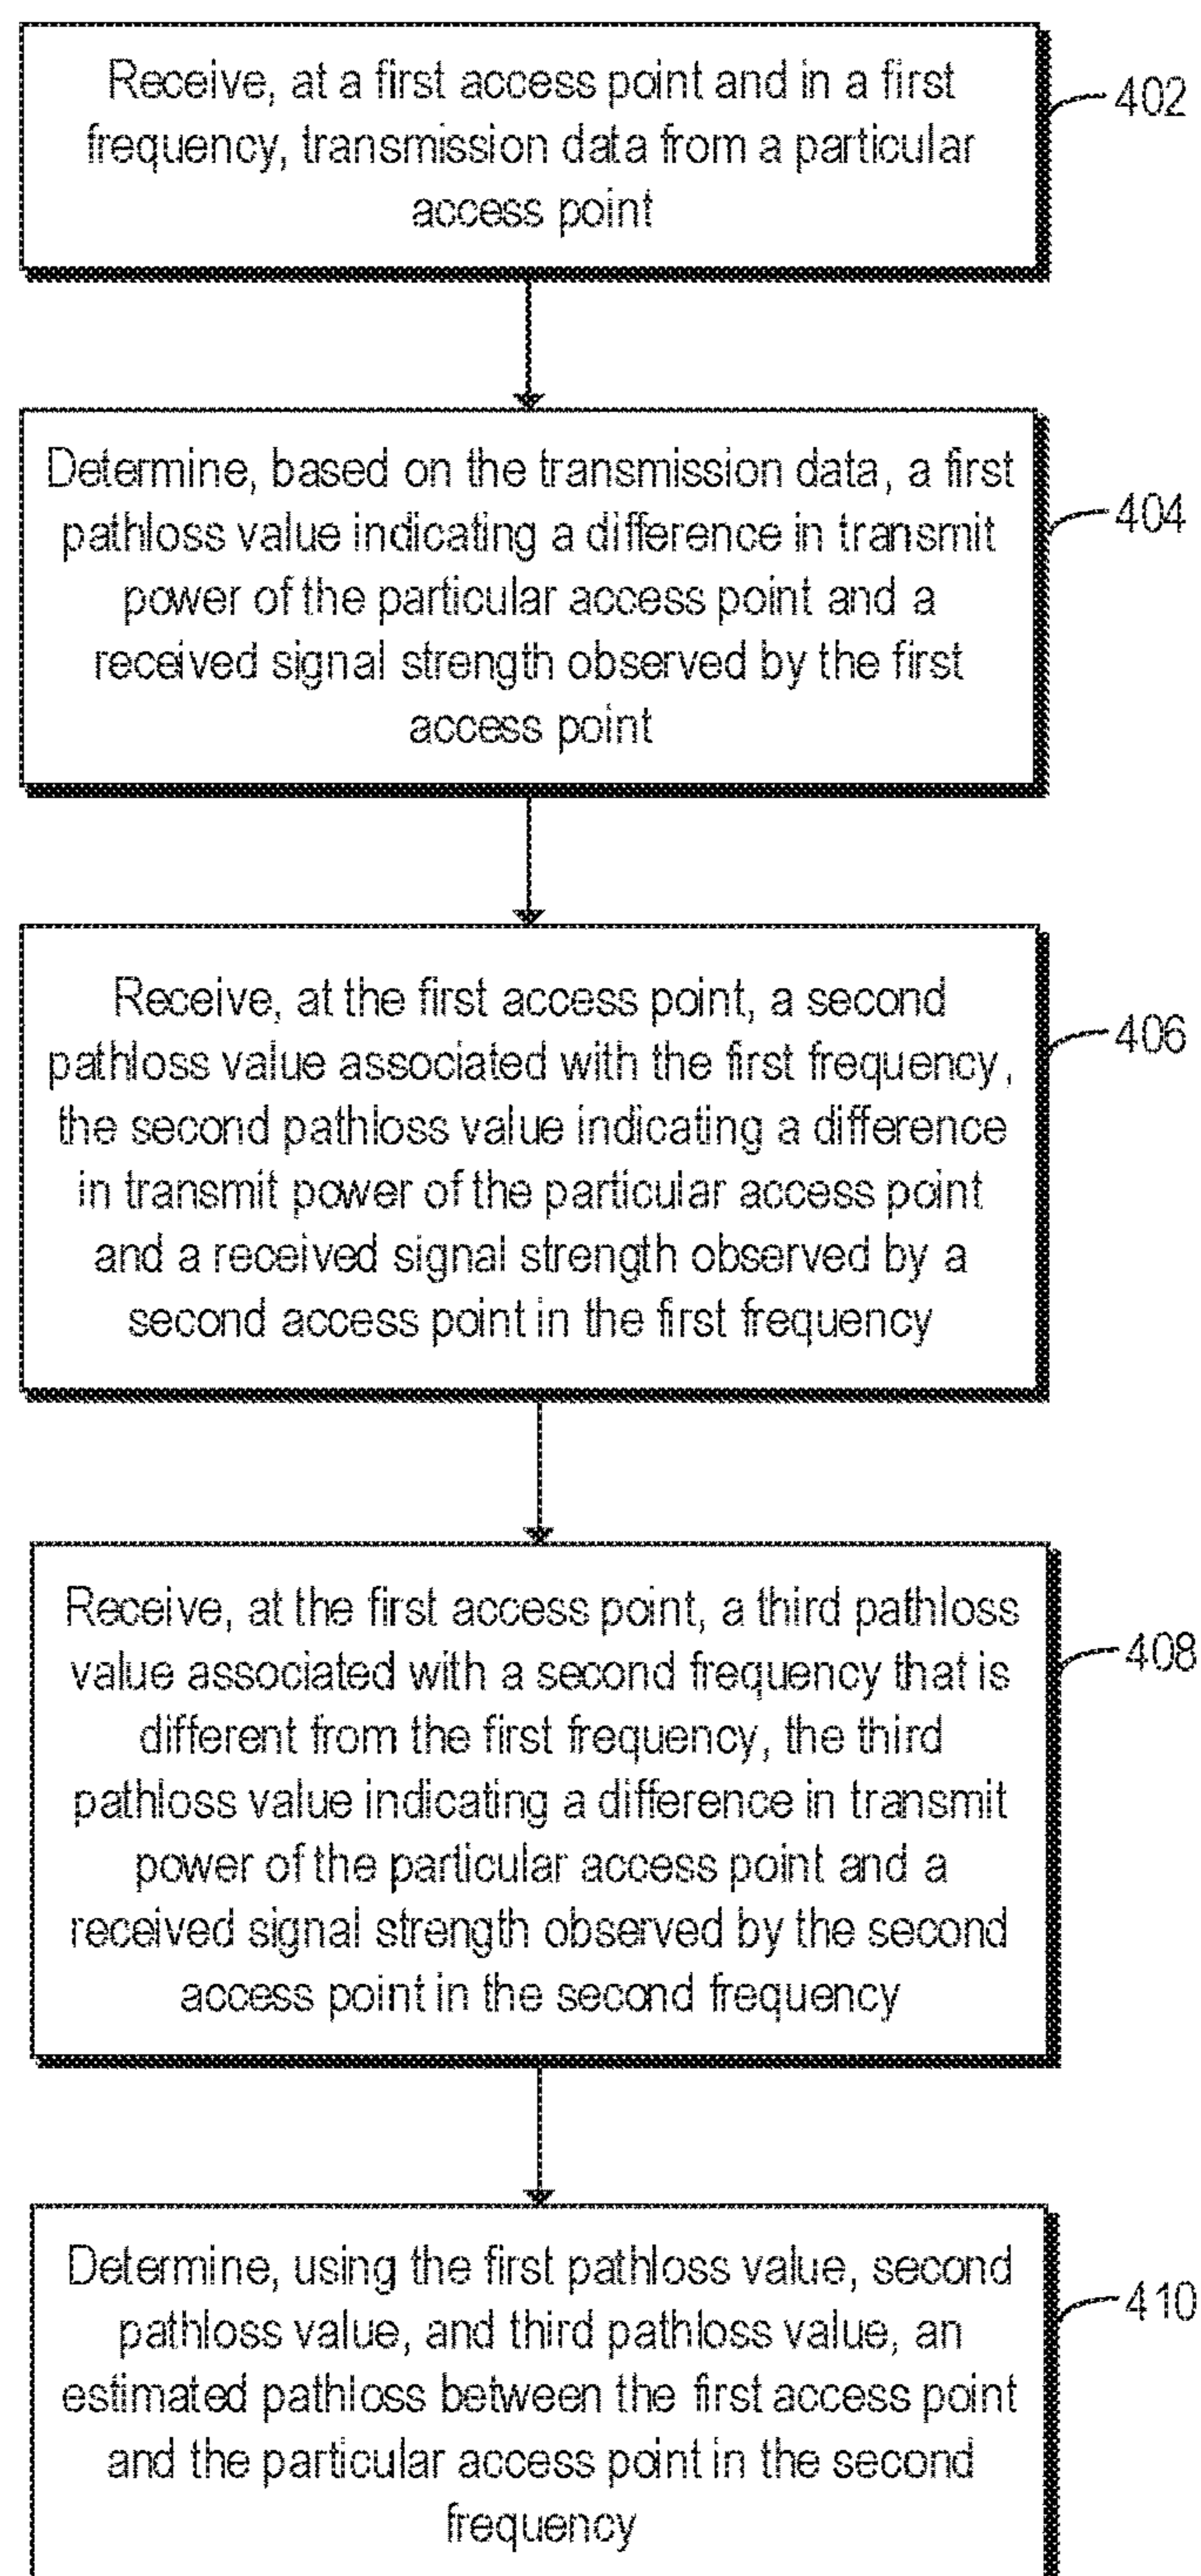 Receive, at a first access point and in a first
frequency, transmission data from a particular
access point
402
Determine, based on the transmission data, a first
pathloss value indicating a difference in transmit
power of the particular access point and a
received signal strength observed by the first
access point
404
Receive, at the first access point, a second
pathloss value associated with the first frequency,
the second pathloss value indicating a difference
in transmit power of the particular access point
and a received signal strength observed by a
second access point in the first frequency
406
Receive, at the first access point, a third pathloss
value associated with a second frequency that is
different from the first frequency, the third
pathloss value indicating a difference in transmit
power of the particular access point and a
received signal strength observed by the second
access point in the second frequency
408
Determine, using the first pathloss value, second
pathloss value, and third pathloss value, an
estimated pathloss between the first access point
and the particular access point in the second
frequency
410